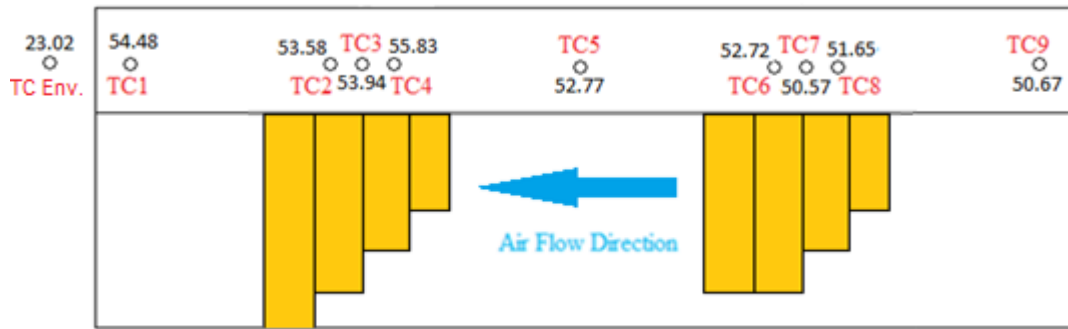 23.02
TC Env.
54.48
TC1
53.58 TC3 55.83
TC2 53.94 TC4
TC5
52.77
52.72 TC7 51.65
TC6 50.57 TC8
TC9
50.67
Air Flow Direction